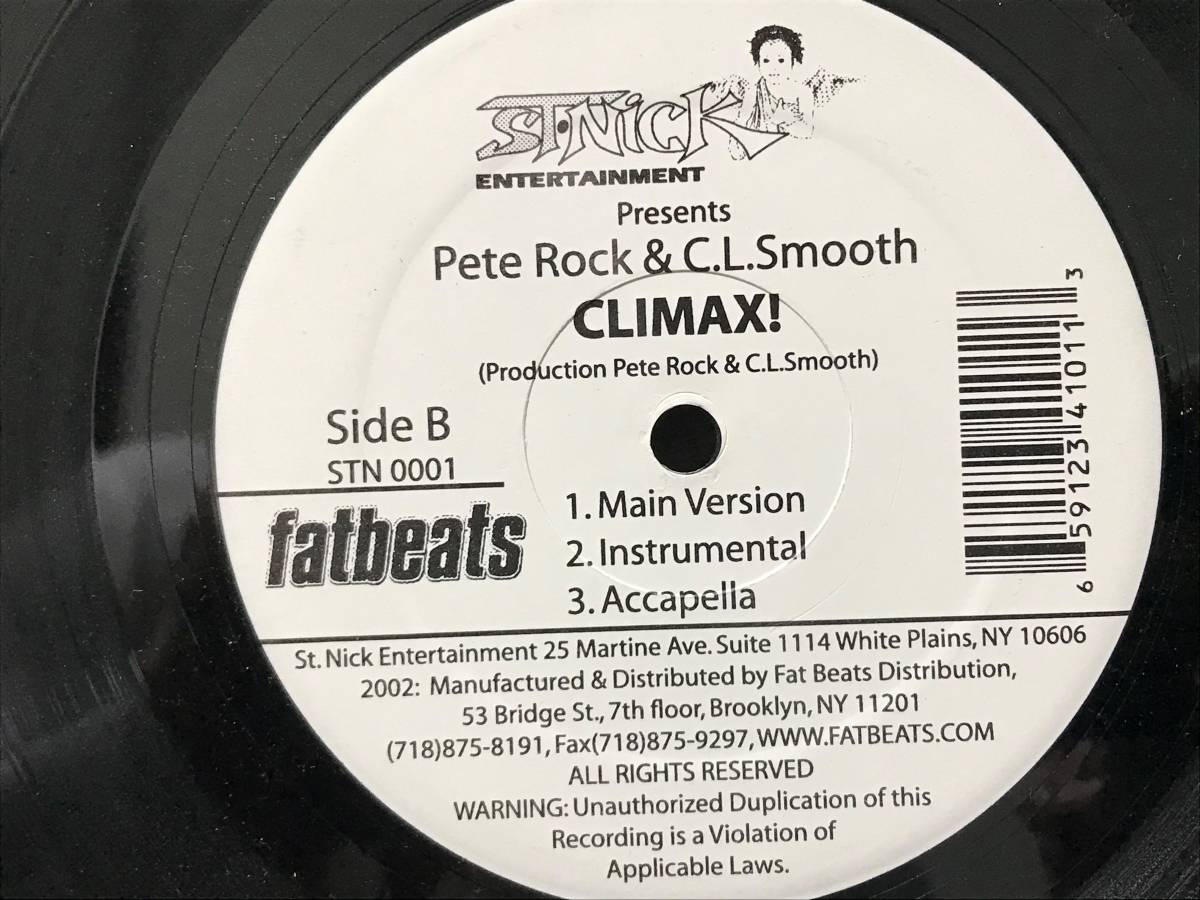 ST.NICK
ENTERTAINMENT
Presents
Pete Rock & C.L.Smooth
CLIMAX!
(Production Pete Rock & C.L.Smooth)
Side B
STN 0001
fatbeats
1. Main Version
2. Instrumental
3. Accapella
6 59123 41011 3
St. Nick Entertainment 25 Martine Ave. Suite 1114 White Plains, NY 10606
2002: Manufactured & Distributed by Fat Beats Distribution,
53 Bridge St., 7th floor, Brooklyn, NY 11201
(718)875-8191, Fax(718)875-9297, WWW.FATBEATS.COM
ALL RIGHTS RESERVED
WARNING: Unauthorized Duplication of this
Recording is a Violation of
Applicable Laws.